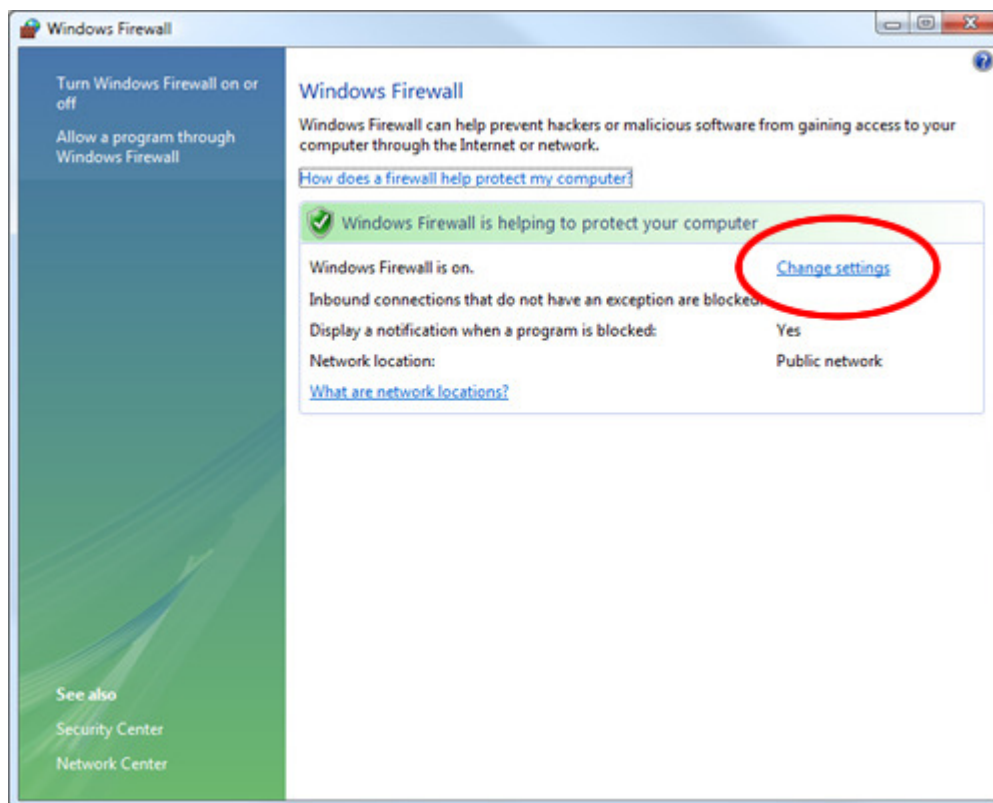 Windows Firewall
Turn Windows Firewall on or
off
Allow a program through
Windows Firewall
Windows Firewall
Windows Firewall can help prevent hackers or malicious software from gaining access to your
computer through the Internet or network.
How does a firewall help protect my computer?
Windows Firewall is helping to protect your computer
Windows Firewall is on.
Change settings
Inbound connections that do not have an exception are blocked.
Display a notification when a program is blocked:
Yes
Network location:
Public network
What are network locations?
See also
Security Center
Network Center